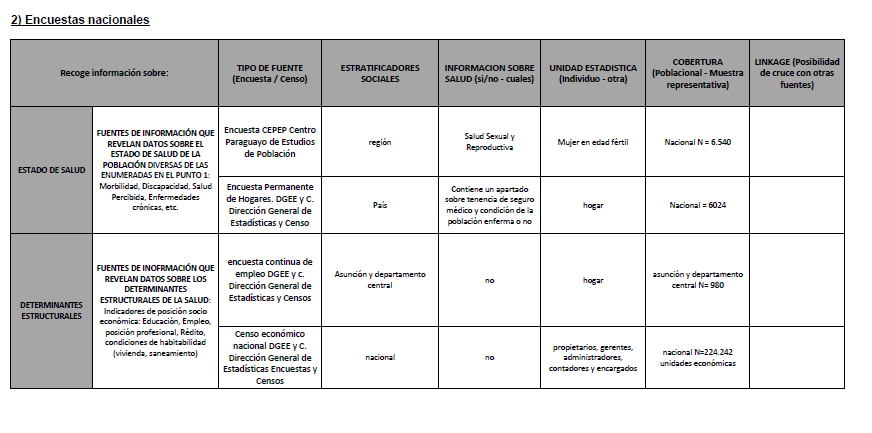 2) Encuestas nacionales
Recoge información sobre:
TIPO DE FUENTE
(Encuesta / Censo)
ESTRATIFICADORES
SOCIALES
INFORMACION SOBRE
SALUD (si/no - cuales)
UNIDAD ESTADISTICA
(Individuo - otra)
COBERTURA
(Poblacional - Muestra
representativa)
LINKAGE (Posibilidad
de cruce con otras
fuentes)
ESTADO DE SALUD
FUENTES DE INFORMACIÓN QUE
REVELAN DATOS SOBRE EL
ESTADO DE SALUD DE LA
POBLACIÓN DIVERSAS DE LAS
ENUMERADAS EN EL PUNTO 1:
Morbilidad, Discapacidad, Salud
Percibida, Enfermedades
crónicas, etc.
Encuesta CEPEP Centro
Paraguayo de Estudios
de Población
región
Salud Sexual y
Reproductiva
Mujer en edad fértil
Nacional N = 6.540
Encuesta Permanente
de Hogares. DGEE y C.
Dirección General de
Estadísticas y Censo
País
Contiene un apartado
sobre tenencia de seguro
médico y condición de la
población enferma o no
hogar
Nacional = 6024
DETERMINANTES
ESTRUCTURALES
FUENTES DE INOFRMACIÓN QUE
REVELAN DATOS SOBRE LOS
DETERMINANTES
ESTRUCTURALES DE LA SALUD:
Indicadores de posición socio
económica: Educación, Empleo,
posición profesional, Rédito,
condiciones de habitabilidad
(vivienda, saneamiento)
encuesta continua de
empleo DGEE y c.
Dirección General de
Estadísticas y Censos
Asunción y departamento
central
no
hogar
asunción y departamento
central N= 980
Censo económico
nacional DGEE y C.
Dirección General de
Estadísticas Encuestas y
Censos
nacional
no
propietarios, gerentes,
administradores,
contadores y encargados
nacional N=224.242
unidades económicas